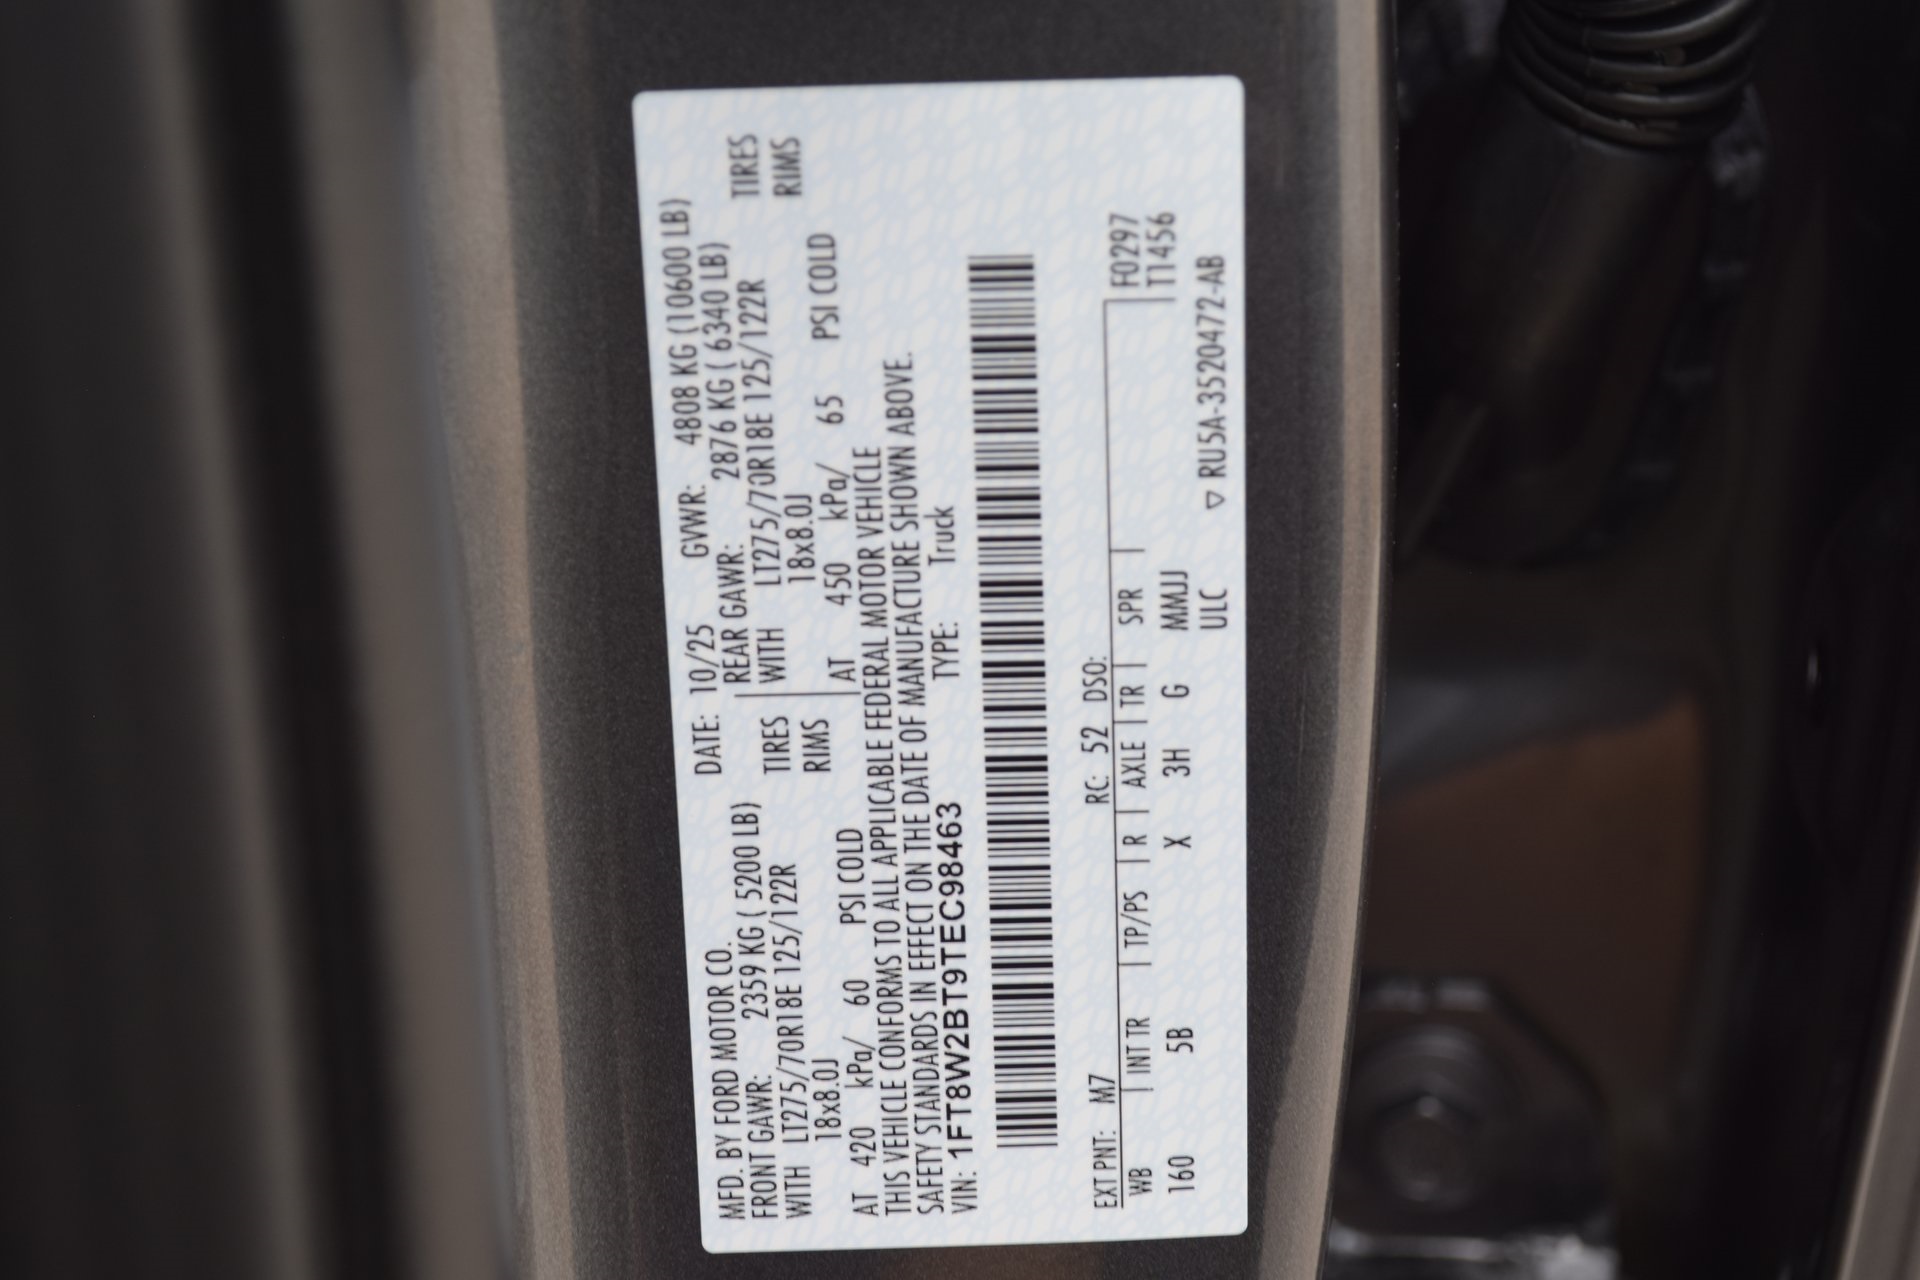 MFD. BY FORD MOTOR CO. DATE: 10/25 GVWR: 4808 KG (10600 LB)
FRONT GAWR: 2359 KG ( 5200 LB) REAR GAWR: 2876 KG ( 6340 LB)
WITH LT275/70R18E 125/122R TIRES WITH LT275/70R18E 125/122R TIRES
18x8.0J RIMS 18x8.0J RIMS
AT 420 kPa/ 60 PSI COLD AT 450 kPa/ 65 PSI COLD
THIS VEHICLE CONFORMS TO ALL APPLICABLE FEDERAL MOTOR VEHICLE
SAFETY STANDARDS IN EFFECT ON THE DATE OF MANUFACTURE SHOWN ABOVE.
VIN: 1FT8W2BT9TEC98463 TYPE: Truck
EXT PNT: M7 RC: 52 DSO:
WB | INT TR | TP/PS | R | AXLE | TR | SPR | F0297
160 5B X 3H G MMJJ T1456
ULC ▽ RU5A-3520472-AB